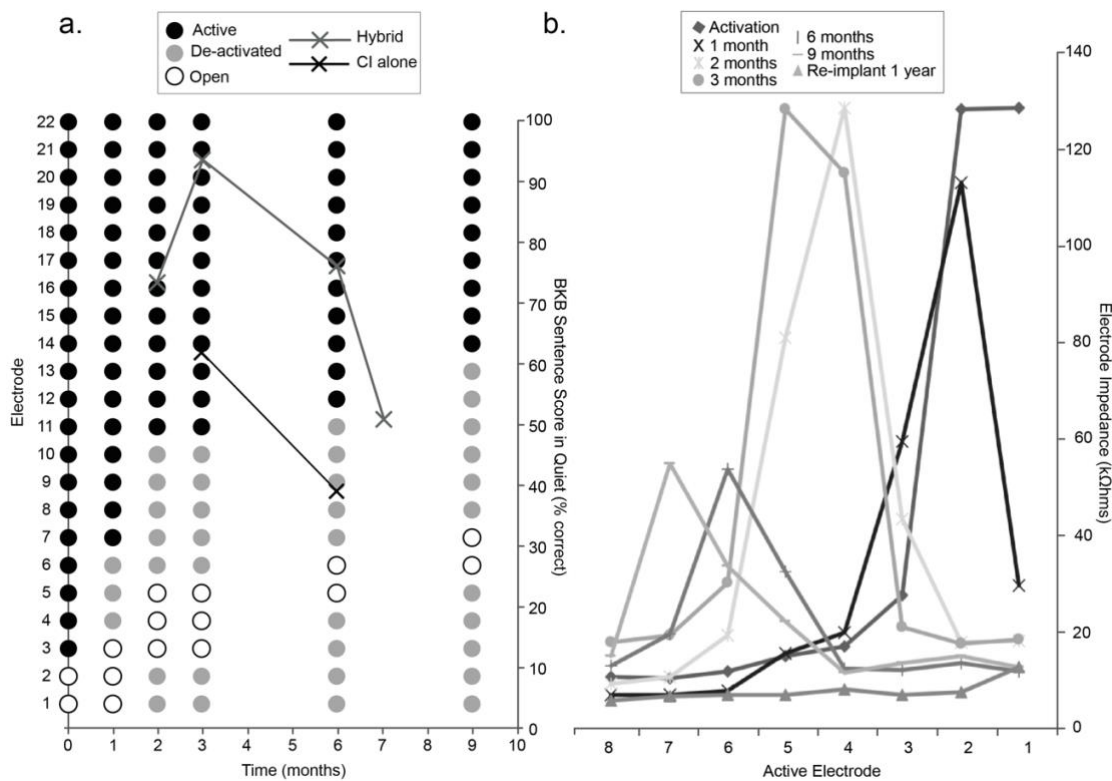 a.
Active
De-activated
Open
Hybrid
CI alone
22
21
20
19
18
17
16
15
14
13
12
11
10
9
8
7
6
5
4
3
2
1
Electrode
0 1 2 3 4 5 6 7 8 9 10
Time (months)
100
90
80
70
60
50
40
30
20
10
0
BKB Sentence Score in Quiet (% correct)
b.
Activation
1 month
2 months
3 months
6 months
9 months
Re-implant 1 year
140
120
100
80
60
40
20
0
Electrode Impedance (kOhms)
8 7 6 5 4 3 2 1
Active Electrode